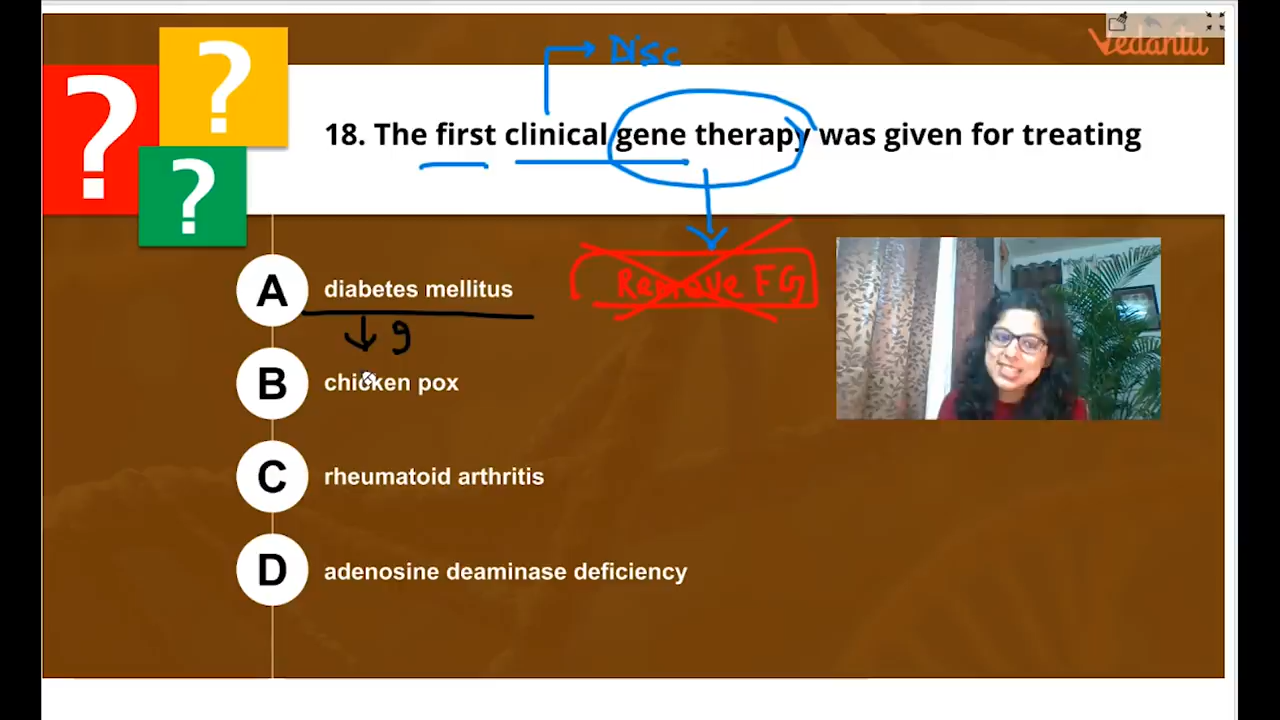 Disc
Vedantu
18. The first clinical gene therapy was given for treating
Remove FG
A diabetes mellitus
g
B chicken pox
C rheumatoid arthritis
D adenosine deaminase deficiency